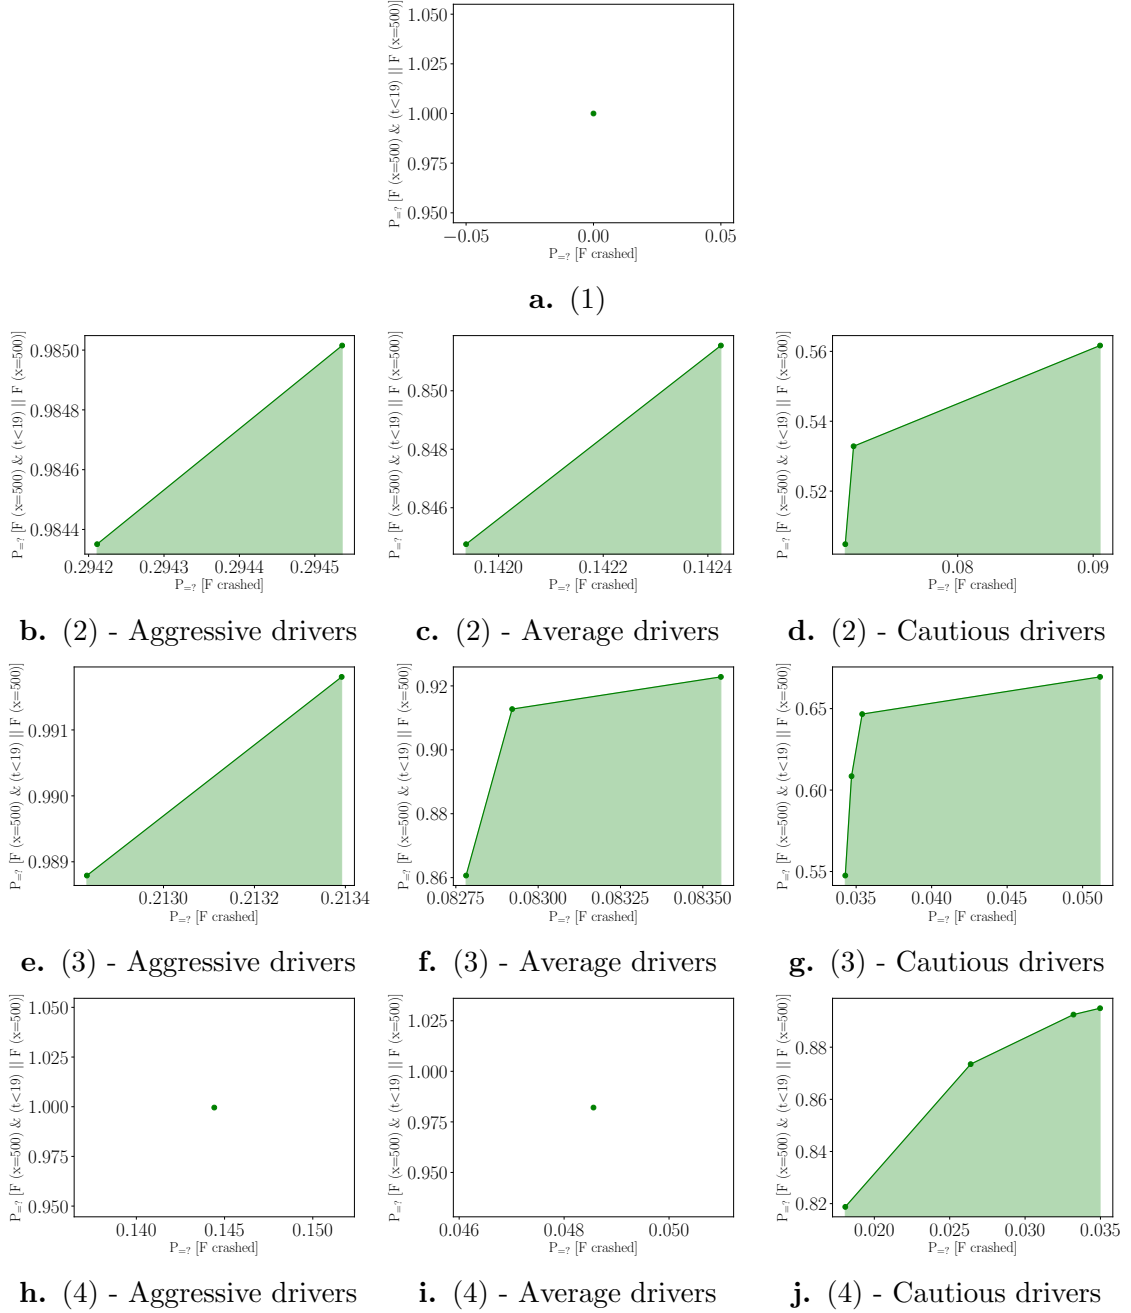 P=? [F (x=500) & (t<19) || F (x=500)]
1.050
1.025
1.000
0.975
0.950
−0.05 0.00 0.05
P=? [F crashed]
a. (1)
P=? [F (x=500) & (t<19) || F (x=500)]
0.9850
0.9848
0.9846
0.9844
0.2942 0.2943 0.2944 0.2945
P=? [F crashed]
b. (2) - Aggressive drivers
P=? [F (x=500) & (t<19) || F (x=500)]
0.850
0.848
0.846
0.1420 0.1422 0.1424
P=? [F crashed]
c. (2) - Average drivers
P=? [F (x=500) & (t<19) || F (x=500)]
0.56
0.54
0.52
0.08 0.09
P=? [F crashed]
d. (2) - Cautious drivers
P=? [F (x=500) & (t<19) || F (x=500)]
0.991
0.990
0.989
0.2130 0.2132 0.2134
P=? [F crashed]
e. (3) - Aggressive drivers
P=? [F (x=500) & (t<19) || F (x=500)]
0.92
0.90
0.88
0.86
0.08275 0.08300 0.08325 0.08350
P=? [F crashed]
f. (3) - Average drivers
P=? [F (x=500) & (t<19) || F (x=500)]
0.65
0.60
0.55
0.035 0.040 0.045 0.050
P=? [F crashed]
g. (3) - Cautious drivers
P=? [F (x=500) & (t<19) || F (x=500)]
1.050
1.025
1.000
0.975
0.950
0.140 0.145 0.150
P=? [F crashed]
h. (4) - Aggressive drivers
P=? [F (x=500) & (t<19) || F (x=500)]
1.025
1.000
0.975
0.950
0.046 0.048 0.050
P=? [F crashed]
i. (4) - Average drivers
P=? [F (x=500) & (t<19) || F (x=500)]
0.88
0.86
0.84
0.82
0.020 0.025 0.030 0.035
P=? [F crashed]
j. (4) - Cautious drivers